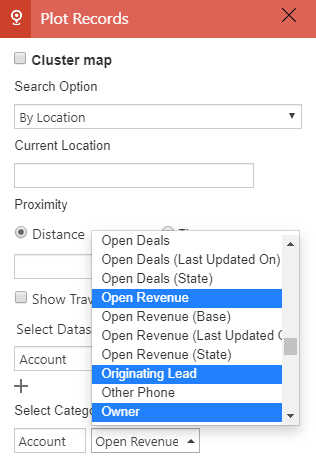 Plot Records
Cluster map
Search Option
By Location
Current Location
Proximity
Distance
Open Deals
Open Deals (Last Updated On)
Open Deals (State)
Show Trav
Open Revenue
Open Revenue (Base)
Select Datas
Open Revenue (Last Updated O
Open Revenue (State)
Account
Originating Lead
Other Phone
Select Catego
Owner
Account
Open Revenue